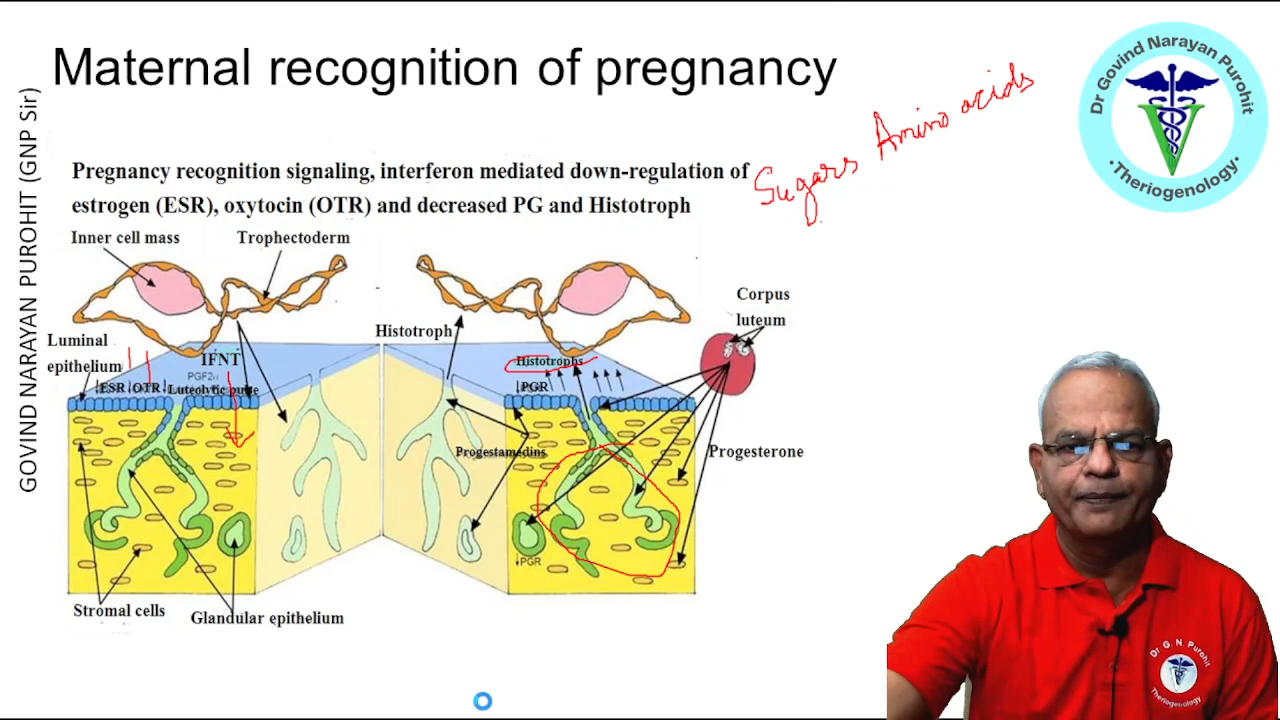 Maternal recognition of pregnancy
GOVIND NARAYAN PUROHIT (GNP Sir)
Dr Govind Narayan Purohit
•Theriogenology•
Sugars Amino acids
Pregnancy recognition signaling, interferon mediated down-regulation of
estrogen (ESR), oxytocin (OTR) and decreased PG and Histotroph
Inner cell mass
Trophectoderm
Corpus
luteum
Histotroph
Luminal
epithelium
IFNT
PGF2α
↓ESR↓OTR↓Luteolytic pulse
Histotrophs
↓PGR
Progestamedins
Progesterone
↓PGR
Stromal cells
Glandular epithelium
Dr G. N. Purohit
Theriogenology